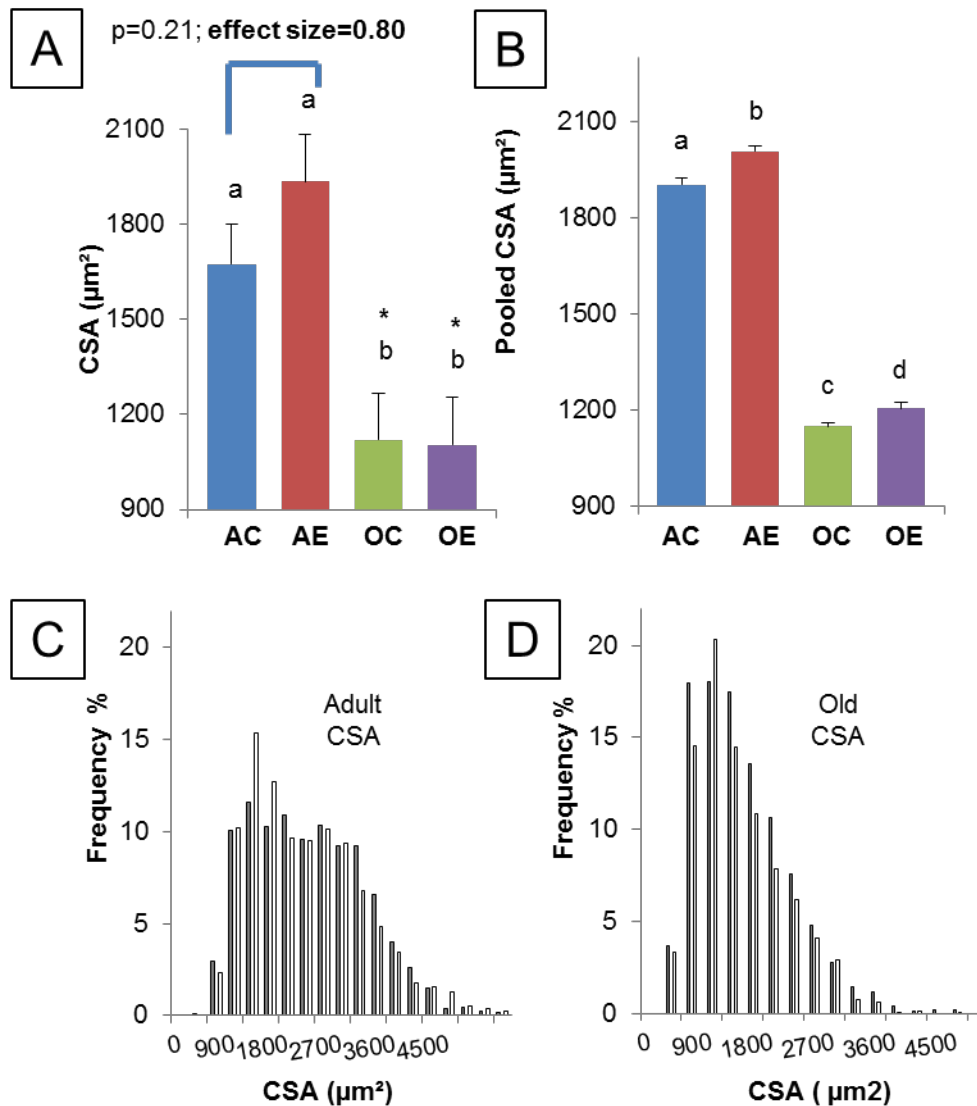 A
p=0.21; effect size=0.80
CSA (µm²)
2100
1800
1500
1200
900
a
a
*
b
*
b
AC AE OC OE
B
Pooled CSA (µm²)
2100
1800
1500
1200
900
a
b
c
d
AC AE OC OE
C
Frequency %
20
15
10
5
0
Adult
CSA
0 900 1800 2700 3600 4500
CSA (µm²)
D
Frequency %
20
15
10
5
0
Old
CSA
0 900 1800 2700 3600 4500
CSA ( µm2)